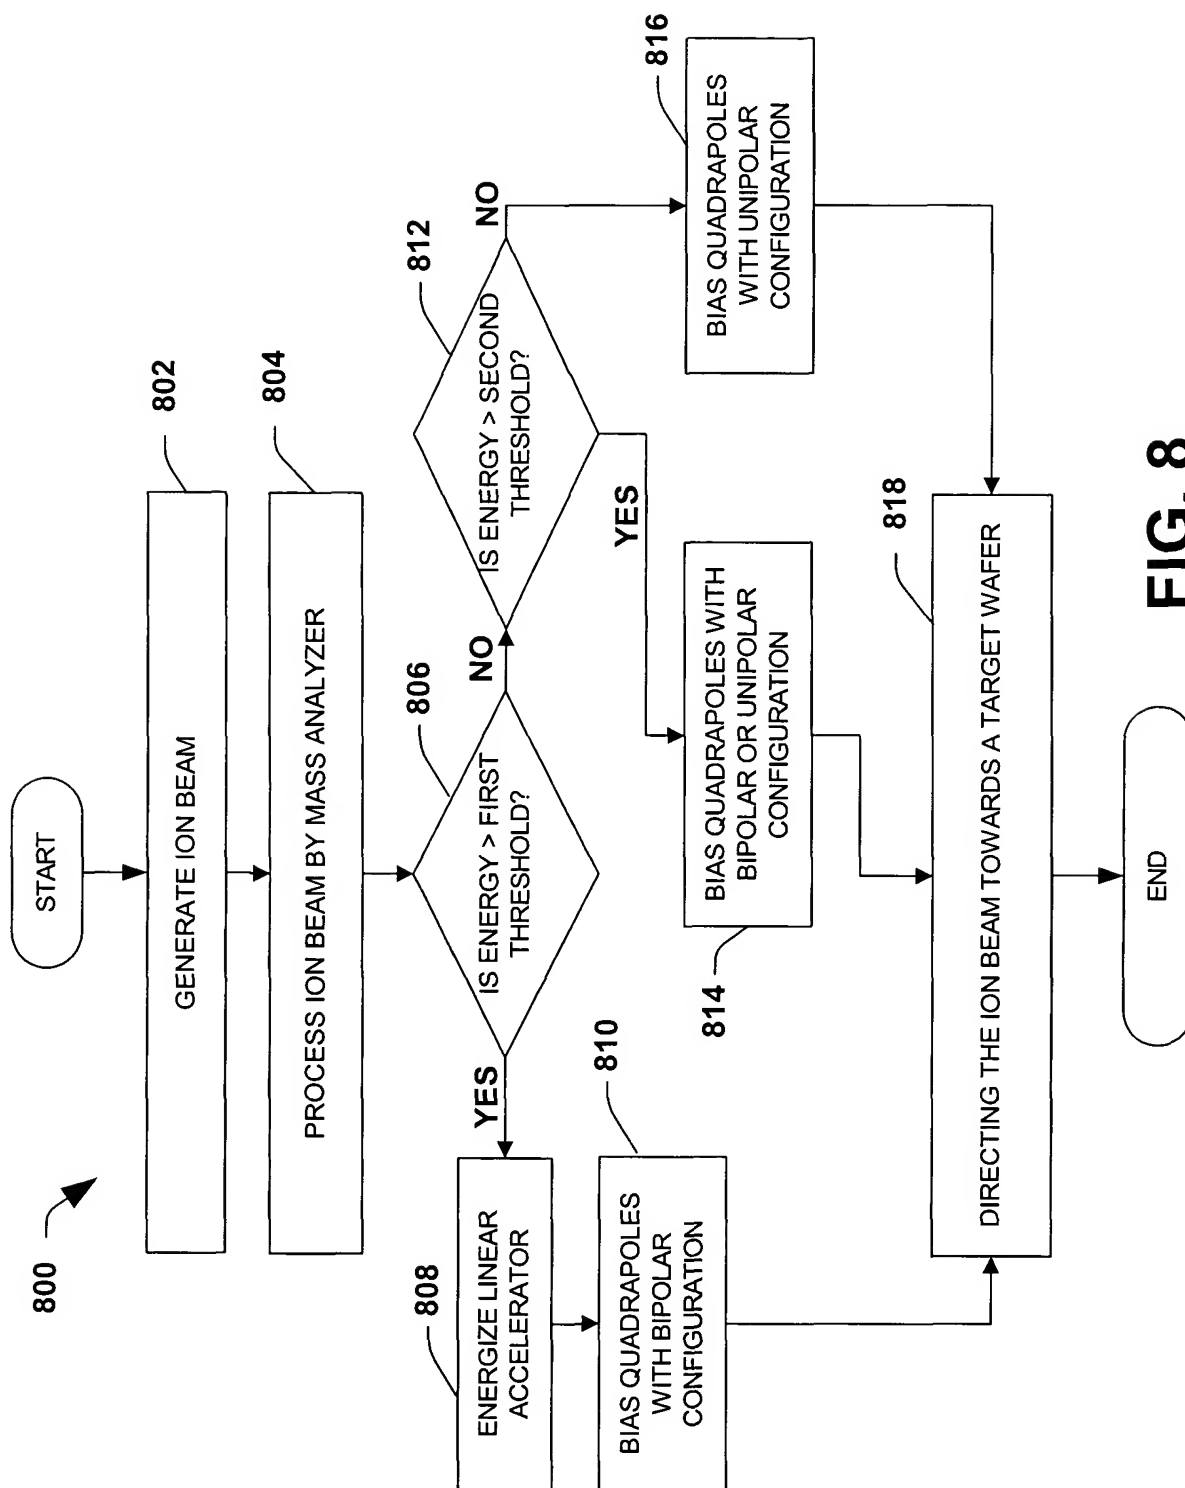 800
START
GENERATE ION BEAM
802
PROCESS ION BEAM BY MASS ANALYZER
804
IS ENERGY > FIRST
THRESHOLD?
806
YES
NO
ENERGIZE LINEAR
ACCELERATOR
808
BIAS QUADRAPOLES
WITH BIPOLAR
CONFIGURATION
810
IS ENERGY > SECOND
THRESHOLD?
812
YES
NO
BIAS QUADRAPOLES WITH
BIPOLAR OR UNIPOLAR
CONFIGURATION
814
BIAS QUADRAPOLES
WITH UNIPOLAR
CONFIGURATION
816
DIRECTING THE ION BEAM TOWARDS A TARGET WAFER
818
END
FIG. 8